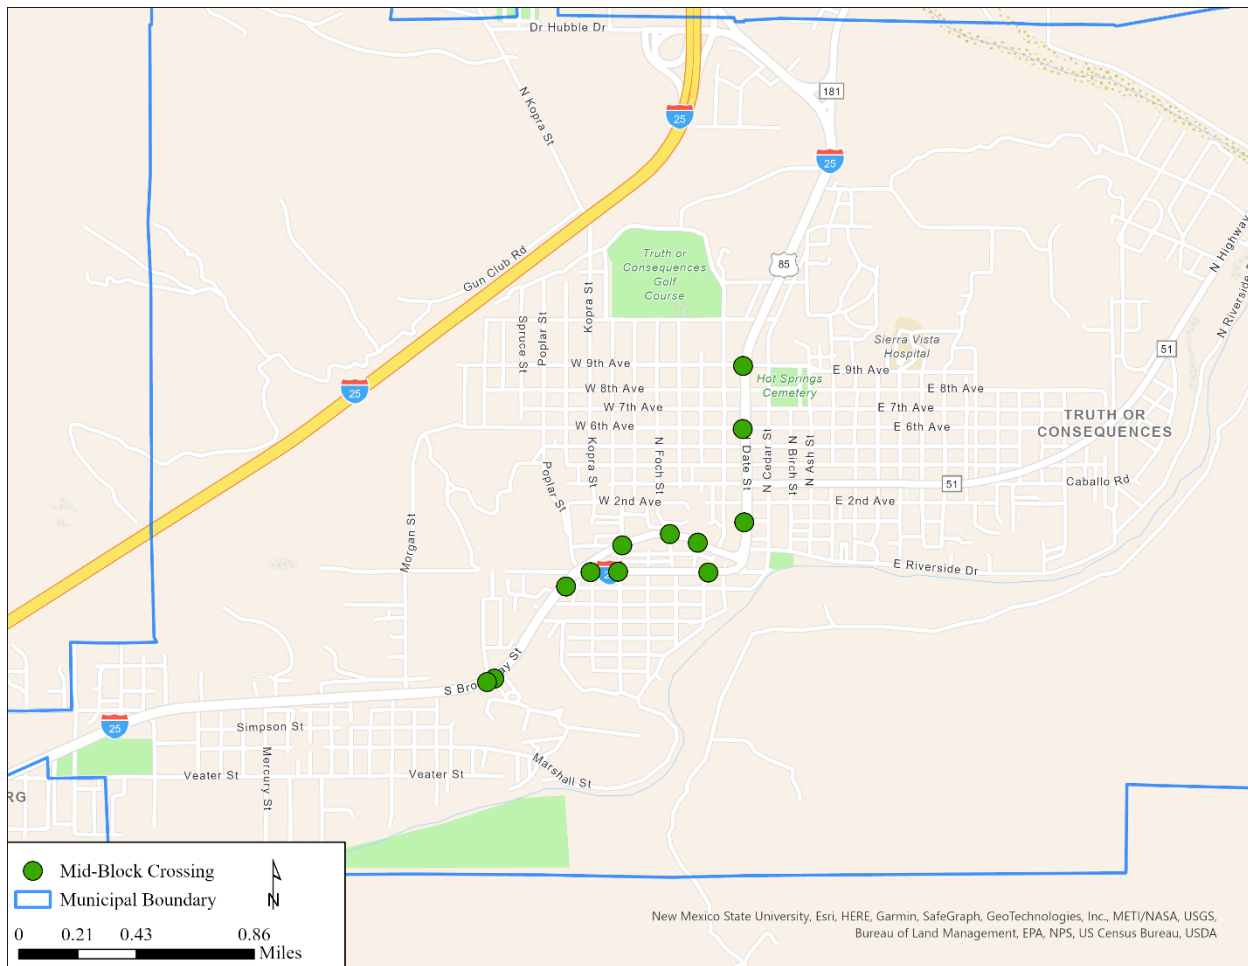 Dr Hubble Dr
N Kopra St
181
25
25
N Highway
Gun Club Rd
Truth or
Consequences
Golf
Course
85
N Riverside
Kopra St
Spruce St
Poplar St
Sierra Vista
Hospital
51
W 9th Ave
E 9th Ave
25
W 8th Ave
Hot Springs
Cemetery
E 8th Ave
W 7th Ave
E 7th Ave
TRUTH OR
CONSEQUENCES
W 6th Ave
E 6th Ave
Kopra St
N Foch St
N Date St
N Cedar St
N Birch St
N Ash St
Poplar St
51
Caballo Rd
W 2nd Ave
E 2nd Ave
Morgan St
E Riverside Dr
S Bro ay St
25
Simpson St
Mercury St
Marshall St
Veater St
Veater St
RG
Mid-Block Crossing
Municipal Boundary
N
0 0.21 0.43 0.86
Miles
New Mexico State University, Esri, HERE, Garmin, SafeGraph, GeoTechnologies, Inc., METI/NASA, USGS,
Bureau of Land Management, EPA, NPS, US Census Bureau, USDA